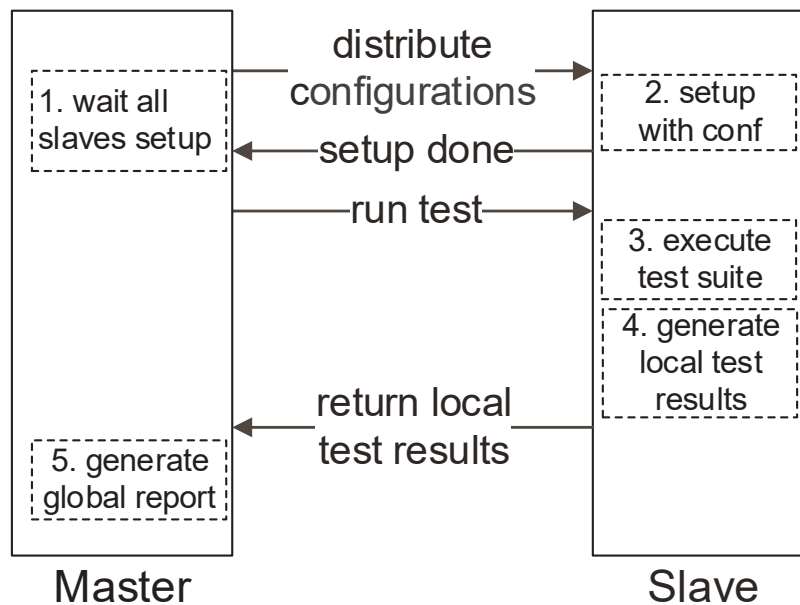 distribute
configurations
1. wait all
slaves setup
2. setup
with conf
setup done
run test
3. execute
test suite
4. generate
local test
results
return local
test results
5. generate
global report
Master
Slave